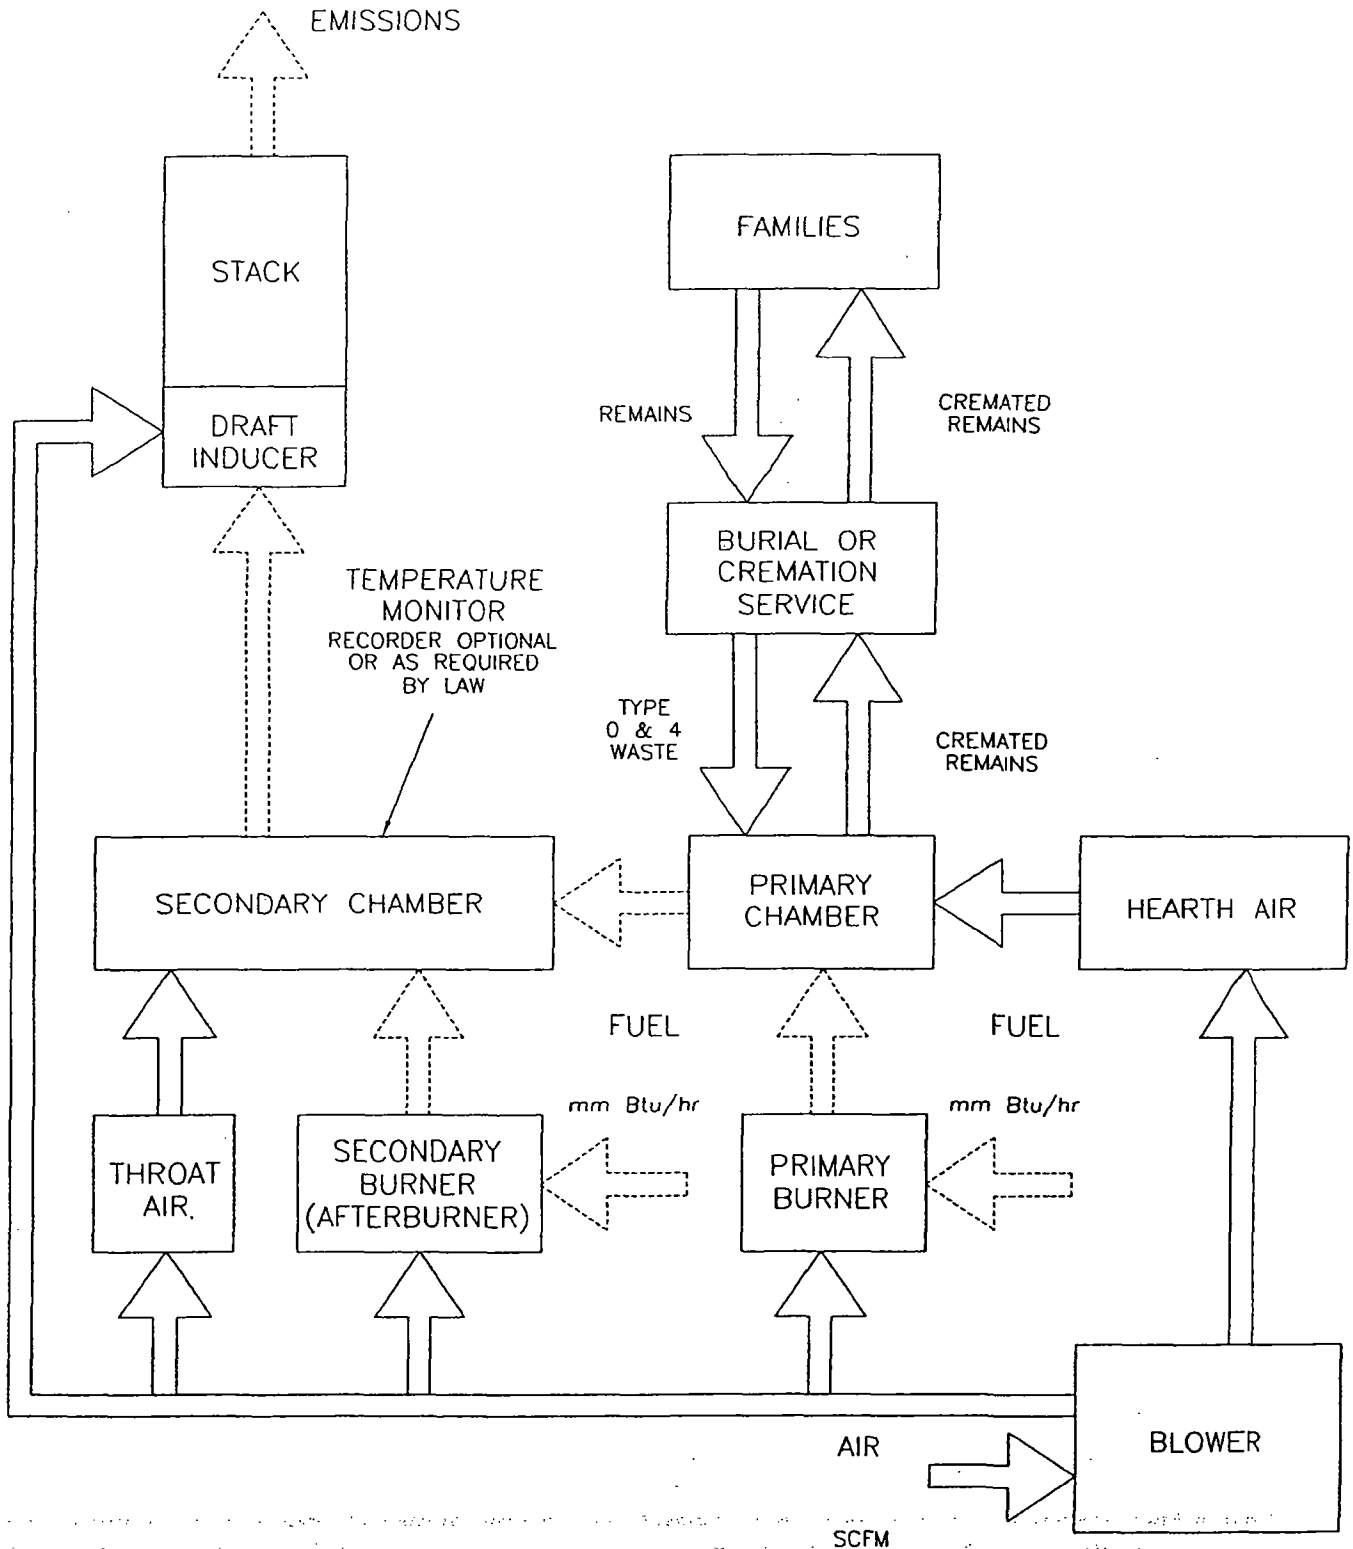 EMISSIONS
STACK
FAMILIES
DRAFT
INDUCER
REMAINS
CREMATED
REMAINS
BURIAL OR
CREMATION
SERVICE
TEMPERATURE
MONITOR
RECORDER OPTIONAL
OR AS REQUIRED
BY LAW
TYPE
0 & 4
WASTE
CREMATED
REMAINS
SECONDARY CHAMBER
PRIMARY
CHAMBER
HEARTH AIR
FUEL
FUEL
mm Btu/hr
mm Btu/hr
THROAT
AIR.
SECONDARY
BURNER
(AFTERBURNER)
PRIMARY
BURNER
AIR
BLOWER
SCFM